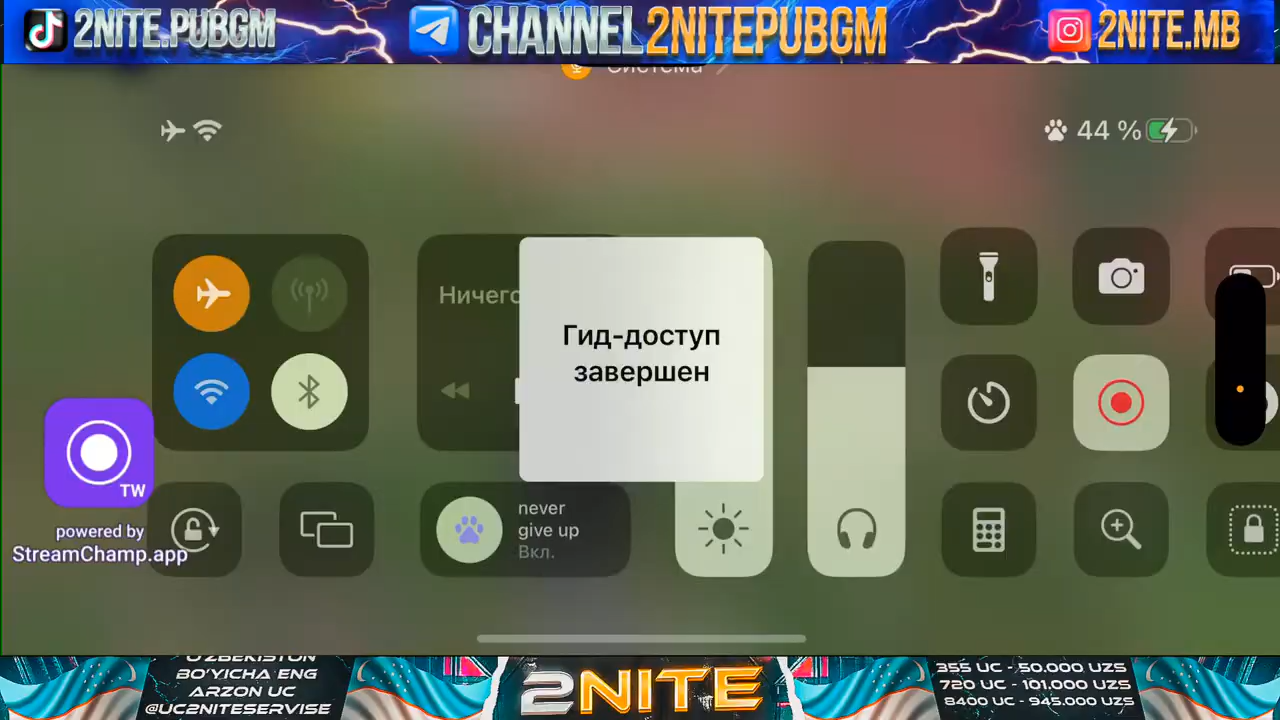 2NITE.PUBGM
CHANNEL2NITEPUBGM
2NITE.MB
Система
44 %
Ничего
Гид-доступ
завершен
TW
powered by
StreamChamp.app
never
give up
Вкл.
O'ZBEKISTON
BO'YICHA ENG
ARZON UC
@UC2NITESERVISE
2NITE
355 UC - 50.000 UZS
720 UC - 101.000 UZS
8400 UC - 945.000 UZS